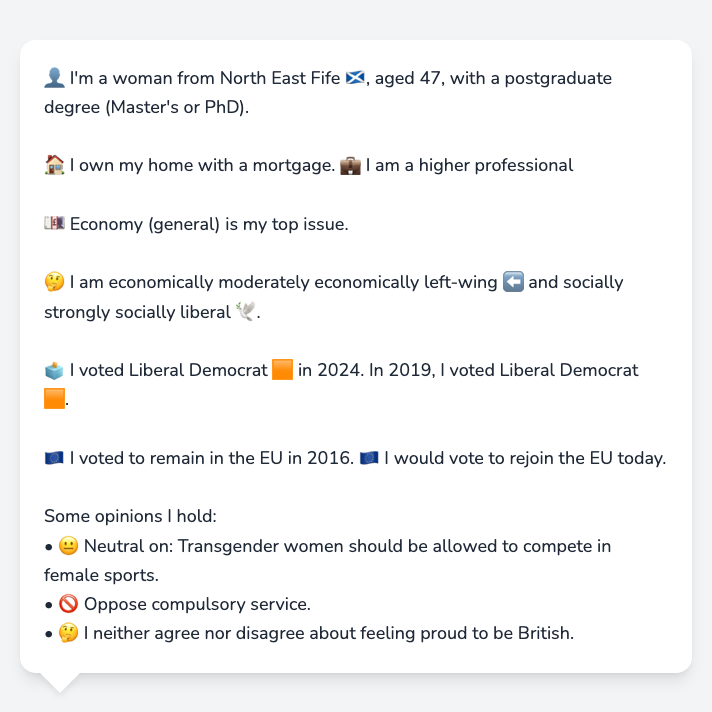 👤 I'm a woman from North East Fife 🏴󠁧󠁢󠁳󠁣󠁴󠁿, aged 47, with a postgraduate
degree (Master's or PhD).
🏠 I own my home with a mortgage. 💼 I am a higher professional
💷 Economy (general) is my top issue.
🤔 I am economically moderately economically left-wing ⬅️ and socially
strongly socially liberal 🕊️.
🗳️ I voted Liberal Democrat 🟧 in 2024. In 2019, I voted Liberal Democrat
🟧.
🇪🇺 I voted to remain in the EU in 2016. 🇪🇺 I would vote to rejoin the EU today.
Some opinions I hold:
• 😐 Neutral on: Transgender women should be allowed to compete in
female sports.
• 🚫 Oppose compulsory service.
• 🤔 I neither agree nor disagree about feeling proud to be British.